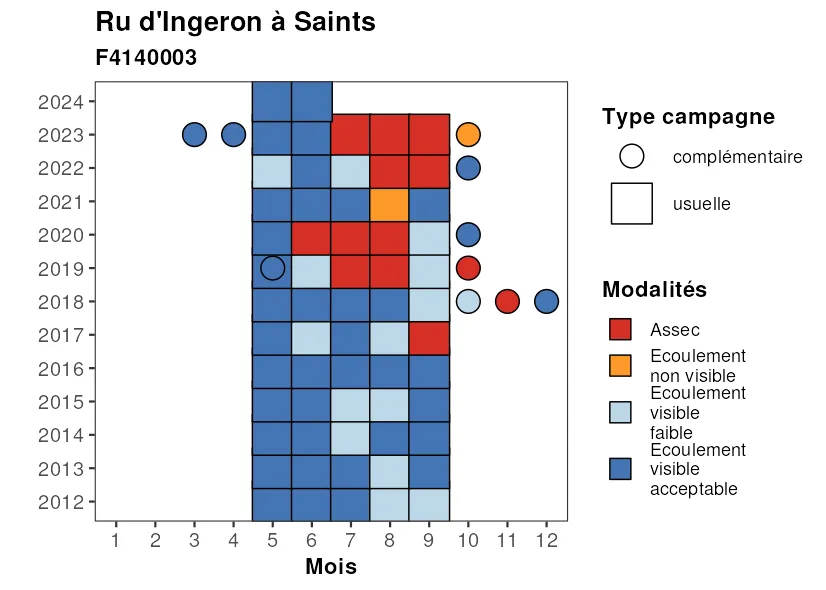 Ru d'Ingeron à Saints
F4140003
2024
2023
2022
2021
2020
2019
2018
2017
2016
2015
2014
2013
2012
1 2 3 4 5 6 7 8 9 10 11 12
Mois
Type campagne
complémentaire
usuelle
Modalités
Assec
Ecoulement
non visible
Ecoulement
visible
faible
Ecoulement
visible
acceptable